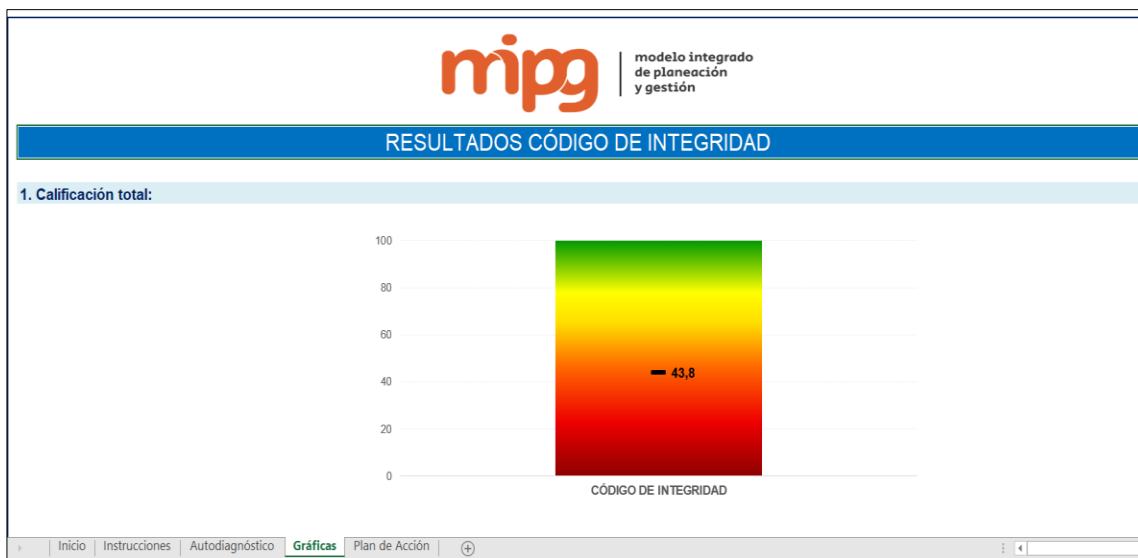 mipg
modelo integrado
de planeación
y gestión
RESULTADOS CÓDIGO DE INTEGRIDAD
1. Calificación total:
100
80
60
40
20
0
43,8
CÓDIGO DE INTEGRIDAD
Inicio Instrucciones Autodiagnóstico Gráficas Plan de Acción